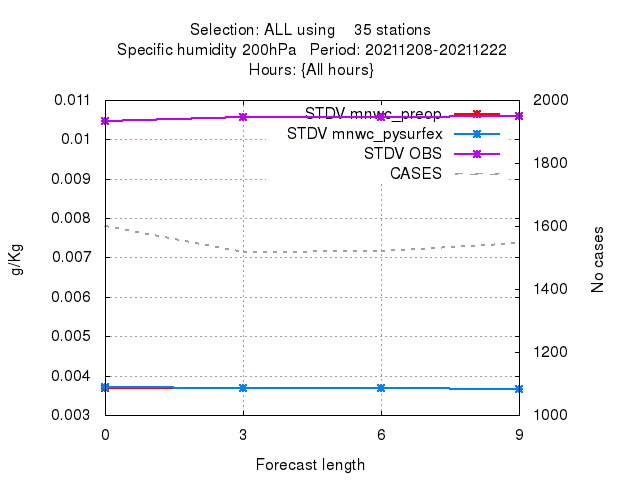 Selection: ALL using 35 stations
Specific humidity 200hPa Period: 20211208-20211222
Hours: {All hours}
0.011
0.01
0.009
0.008
0.007
0.006
0.005
0.004
0.003
g/Kg
STDV mnwc_preop
STDV mnwc_pysurfex
STDV OBS
CASES
2000
1800
1600
1400
1200
1000
No cases
0 3 6 9
Forecast length